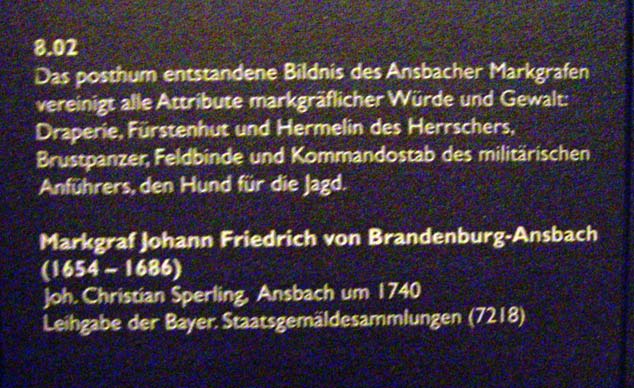 8.02
Das posthum entstandene Bildnis des Ansbacher Markgrafen
vereinigt alle Attribute markgräflicher Würde und Gewalt:
Draperie, Fürstenhut und Hermelin des Herrschers,
Brustpanzer, Feldbinde und Kommandostab des militärischen
Anführers, den Hund für die Jagd.
Markgraf Johann Friedrich von Brandenburg-Ansbach
(1654 – 1686)
Joh. Christian Sperling, Ansbach um 1740
Leihgabe der Bayer. Staatsgemäldesammlungen (7218)